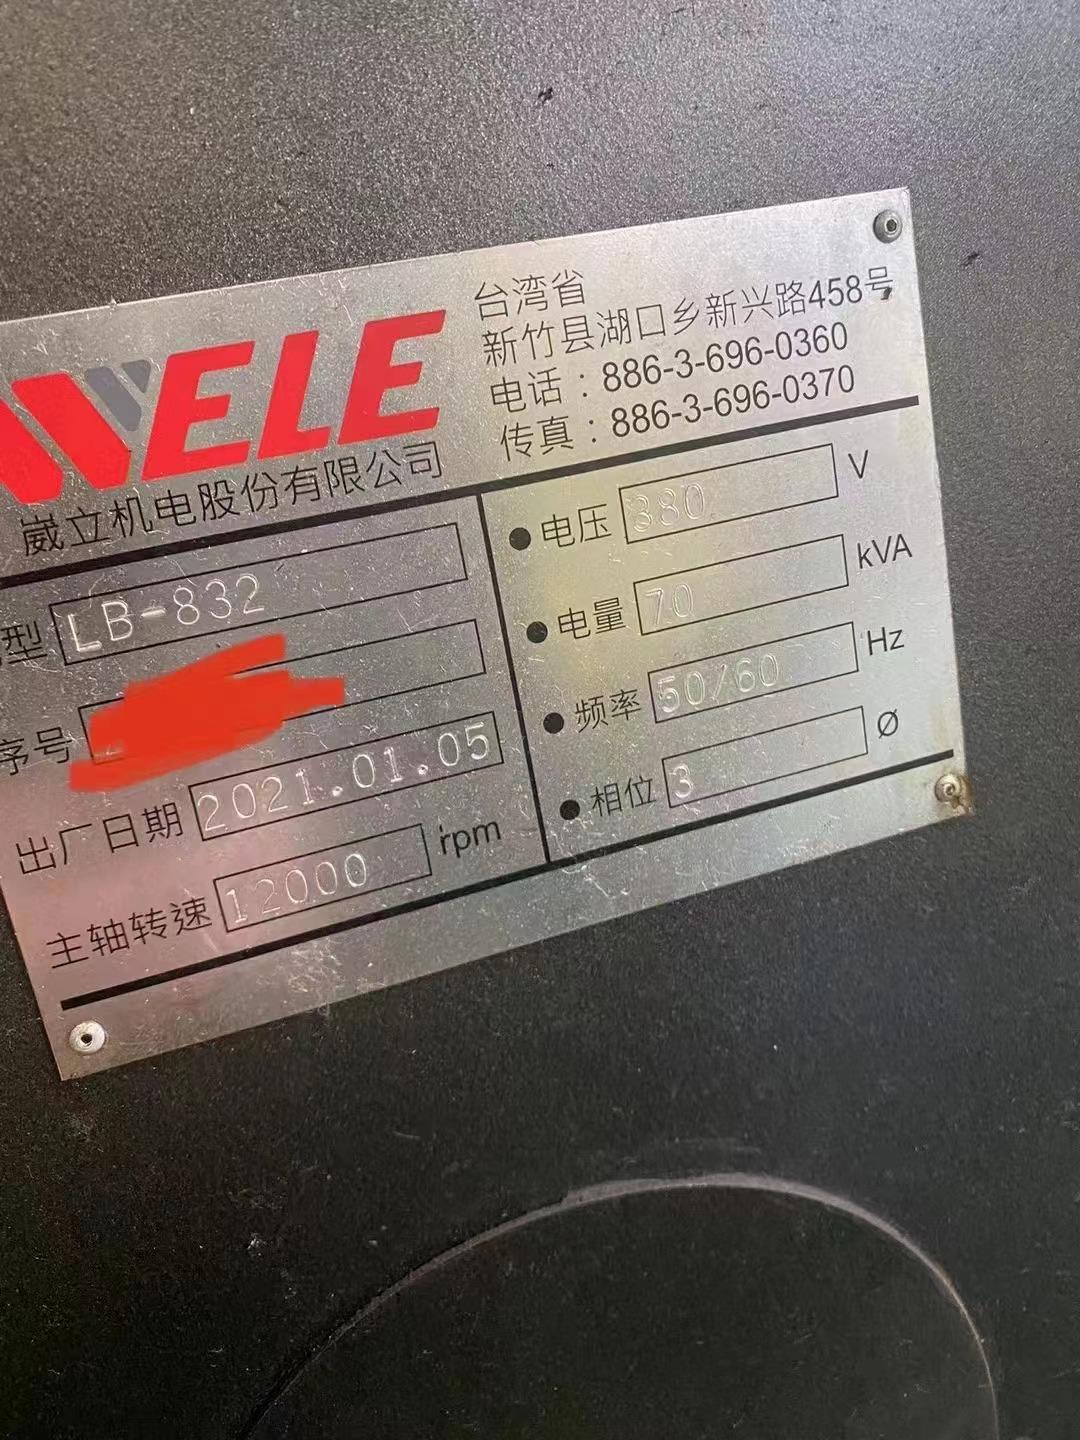 WELE
崴立机电股份有限公司
台湾省
新竹县湖口乡新兴路458号
电话：886-3-696-0360
传真：886-3-696-0370
型 LB-832
序号
出厂日期 2021.01.05
主轴转速 12000 rpm
● 电压 380 V
● 电量 70 kVA
● 频率 50/60 Hz
● 相位 3 Ø